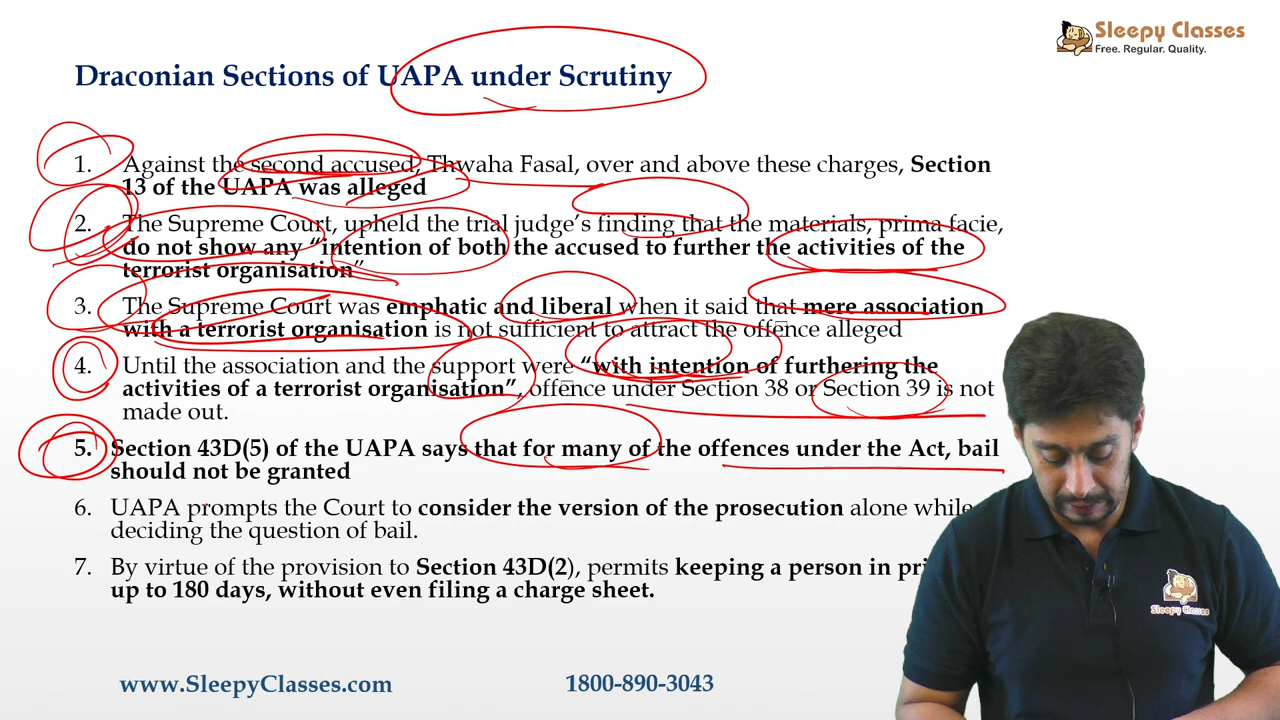 Sleepy Classes
Free. Regular. Quality.
Draconian Sections of UAPA under Scrutiny
1. Against the second accused, Thwaha Fasal, over and above these charges, Section
13 of the UAPA was alleged
2. The Supreme Court, upheld the trial judge's finding that the materials, prima facie,
do not show any “intention of both the accused to further the activities of the
terrorist organisation”
3. The Supreme Court was emphatic and liberal when it said that mere association
with a terrorist organisation is not sufficient to attract the offence alleged
4. Until the association and the support were “with intention of furthering the
activities of a terrorist organisation”, offence under Section 38 or Section 39 is not
made out.
5. Section 43D(5) of the UAPA says that for many of the offences under the Act, bail
should not be granted
6. UAPA prompts the Court to consider the version of the prosecution alone while
deciding the question of bail.
7. By virtue of the provision to Section 43D(2), permits keeping a person in
up to 180 days, without even filing a charge sheet.
Sleepy Classes
www.SleepyClasses.com
1800-890-3043